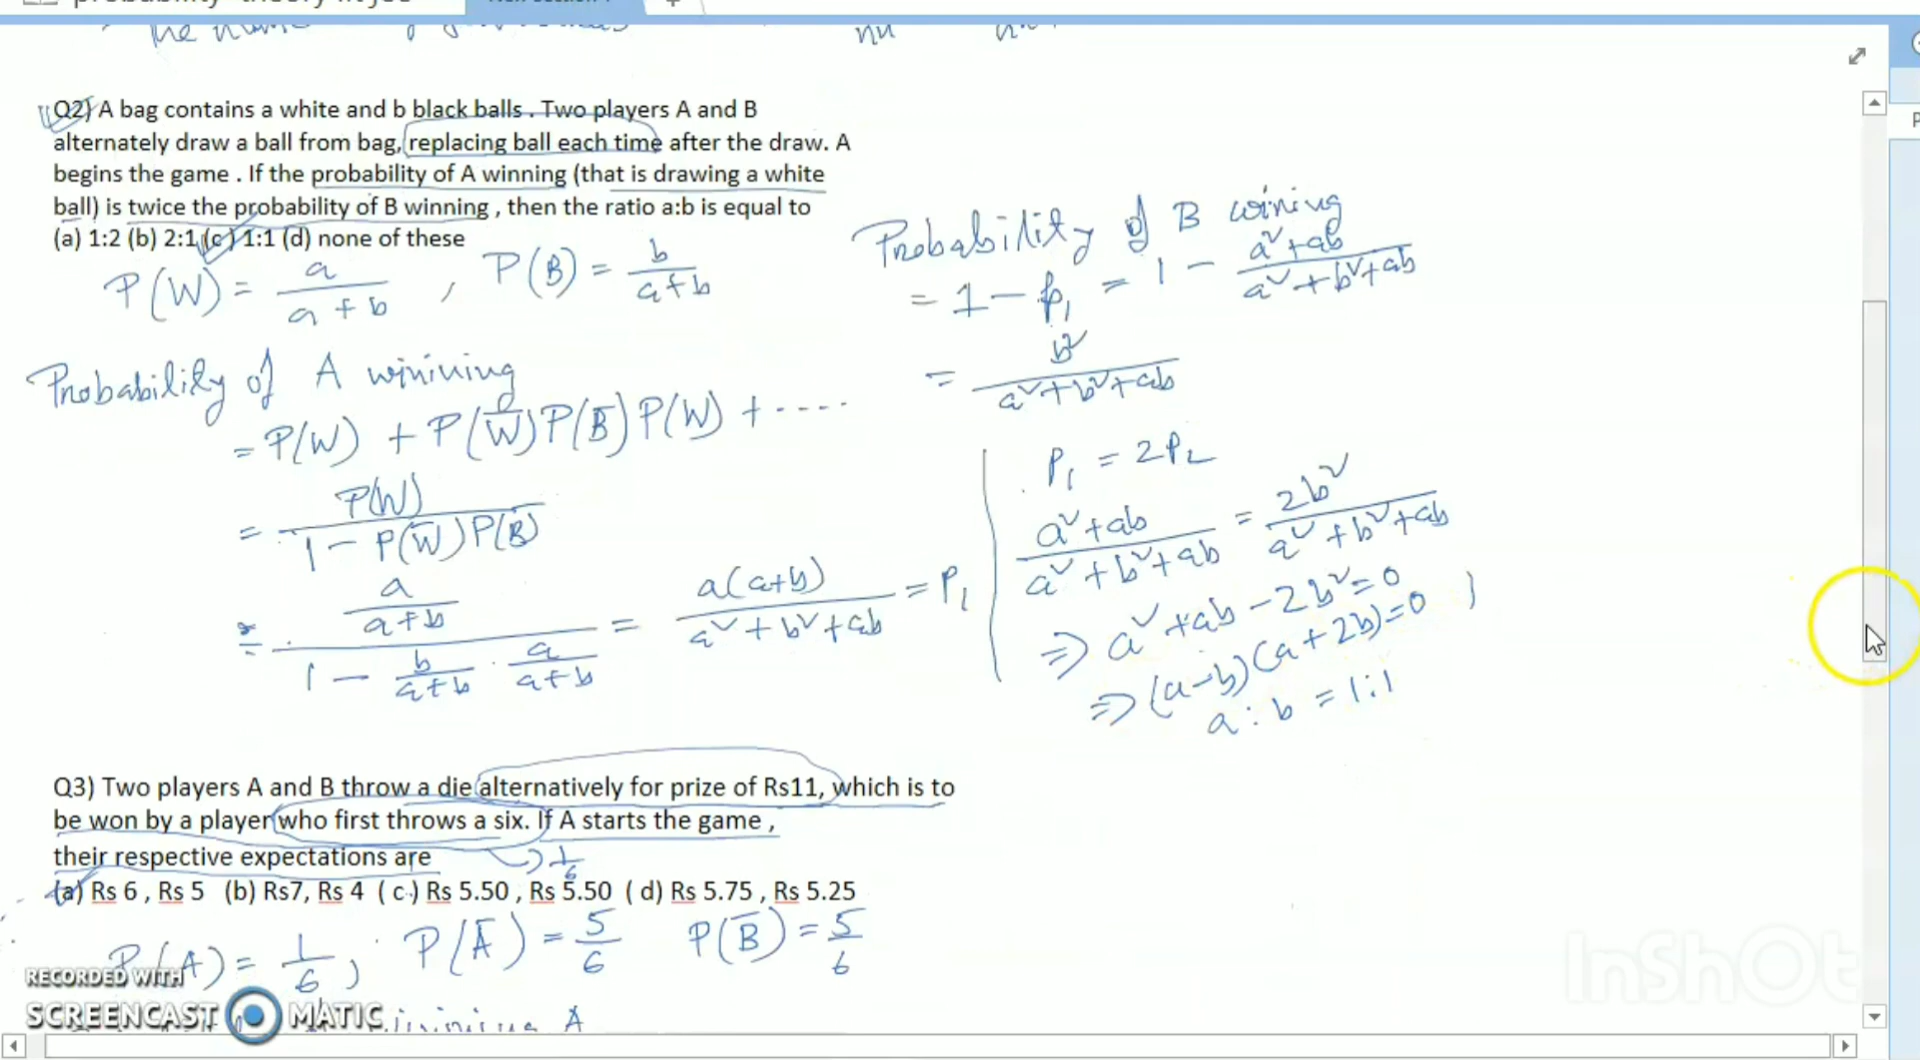 Q2) A bag contains a white and b black balls . Two players A and B
alternately draw a ball from bag, replacing ball each time after the draw. A
begins the game . If the probability of A winning (that is drawing a white
ball) is twice the probability of B winning , then the ratio a:b is equal to
(a) 1:2 (b) 2:1 (c ) 1:1 (d) none of these
P(W) = a/(a+b) , P(B) = b/(a+b)
Probability of A winining
= P(W) + P(W̅)P(B̅)P(W) + ....
= P(W)/(1 - P(W̅)P(B̅))
= (a/(a+b))/(1 - b/(a+b) · a/(a+b)) = a(a+b)/(a²+b²+ab) = P₁
Probability of B wining
= 1 - p₁ = 1 - (a²+ab)/(a²+b²+ab)
= b²/(a²+b²+ab)
P₁ = 2P₂
(a²+ab)/(a²+b²+ab) = 2b²/(a²+b²+ab)
⇒ a²+ab-2b²=0
⇒ (a-b)(a+2b)=0
a:b = 1:1
Q3) Two players A and B throw a die alternatively for prize of Rs11, which is to
be won by a player who first throws a six. If A starts the game ,
their respective expectations are
1/6
(a) Rs 6 , Rs 5 (b) Rs7, Rs 4 ( c.) Rs 5.50 , Rs 5.50 ( d) Rs 5.75 , Rs 5.25
P(A) = 1/6 , P(A̅) = 5/6 P(B̅) = 5/6
RECORDED WITH
SCREENCAST MATIC
A
InShOt